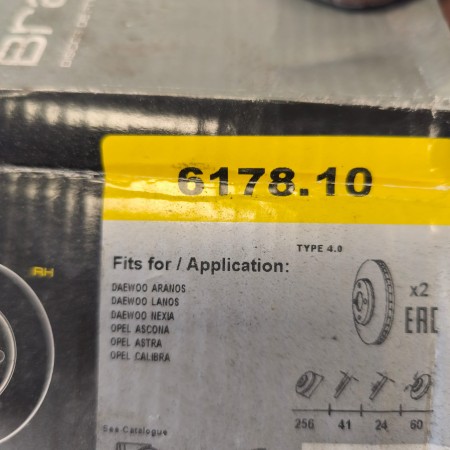 Bra
6178.10
TYPE 4.0
Fits for / Application:
DAEWOO ARANOS
DAEWOO LANOS
DAEWOO NEXIA
OPEL ASCONA
OPEL ASTRA
OPEL CALIBRA
x2
EAC
RH
256 41 24 60
See Catalogue